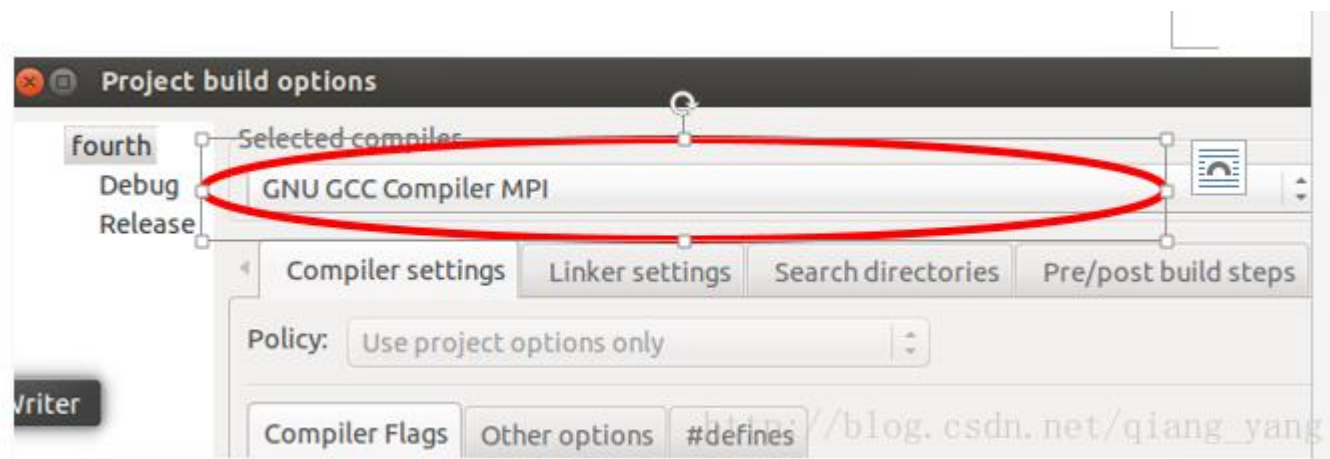 Project build options
fourth
Debug
Release
Selected compiler
GNU GCC Compiler MPI
Compiler settings
Linker settings
Search directories
Pre/post build steps
Policy:
Use project options only
Compiler Flags
Other options
#defines
http://blog.csdn.net/qiang_yang